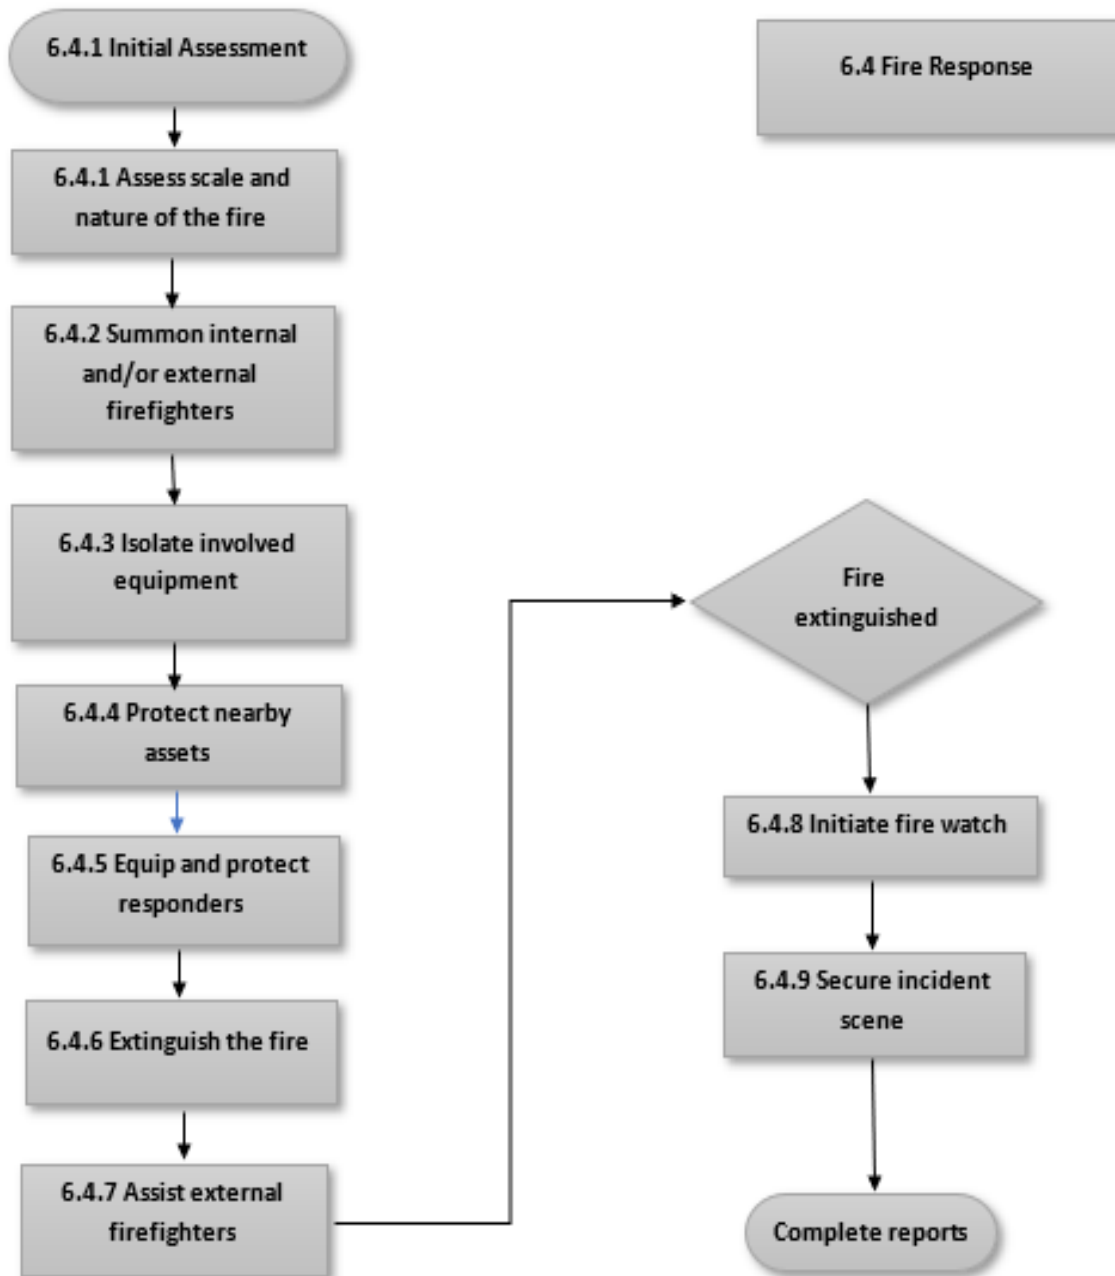 6.4.1 Initial Assessment
6.4 Fire Response
6.4.1 Assess scale and
nature of the fire
6.4.2 Summon internal
and/or external
firefighters
6.4.3 Isolate involved
equipment
6.4.4 Protect nearby
assets
6.4.5 Equip and protect
responders
6.4.6 Extinguish the fire
6.4.7 Assist external
firefighters
Fire
extinguished
6.4.8 Initiate fire watch
6.4.9 Secure incident
scene
Complete reports